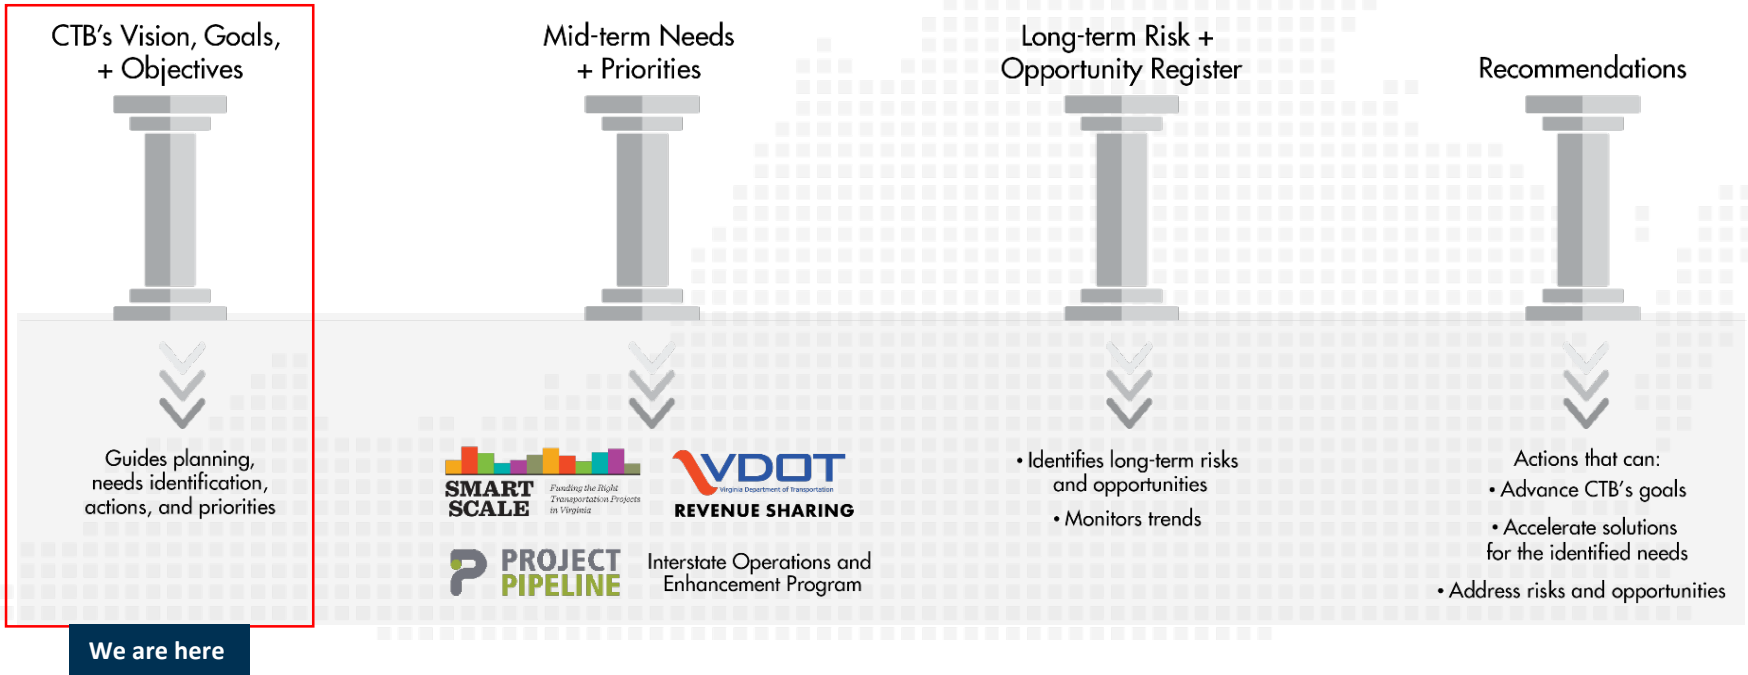 CTB's Vision, Goals,
+ Objectives
Mid-term Needs
+ Priorities
Long-term Risk +
Opportunity Register
Recommendations
Guides planning,
needs identification,
actions, and priorities
SMART
SCALE
Funding the Right
Transportation Projects
in Virginia
VDOT
Virginia Department of Transportation
REVENUE SHARING
PROJECT
PIPELINE
Interstate Operations and
Enhancement Program
• Identifies long-term risks
and opportunities
• Monitors trends
Actions that can:
• Advance CTB's goals
• Accelerate solutions
for the identified needs
• Address risks and opportunities
We are here